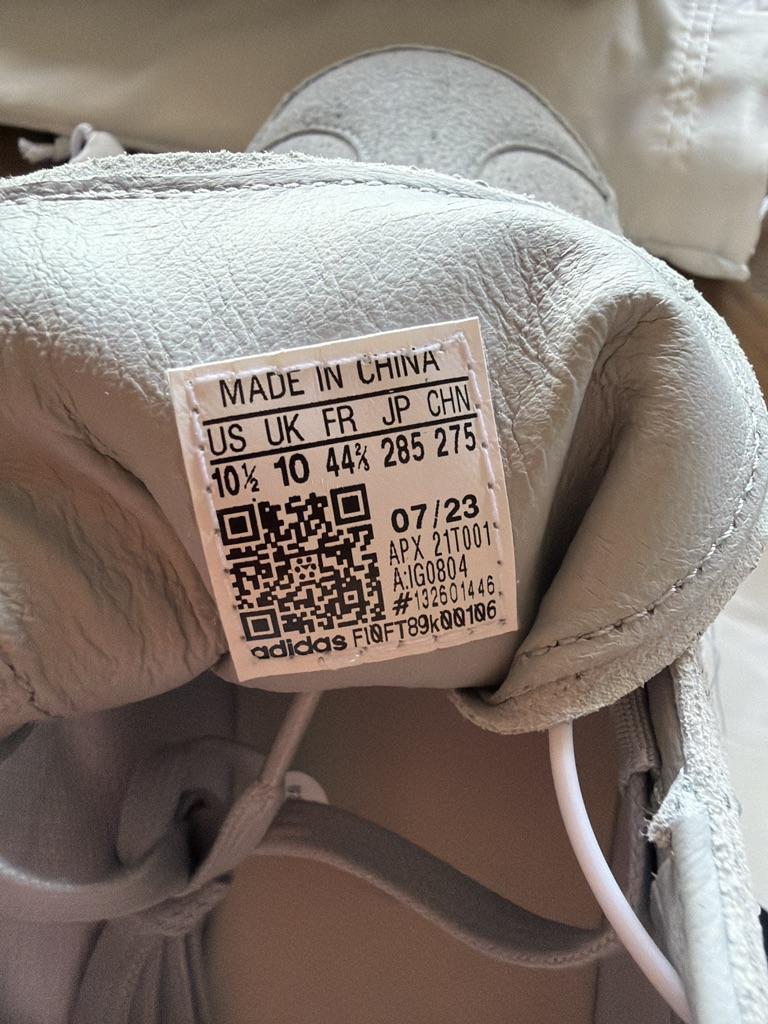 MADE IN CHINA
US UK FR JP CHN
10½ 10 44⅔ 285 275
07/23
APX 21T001
A:IG0804
#132601446
adidas FI0FT89k00106